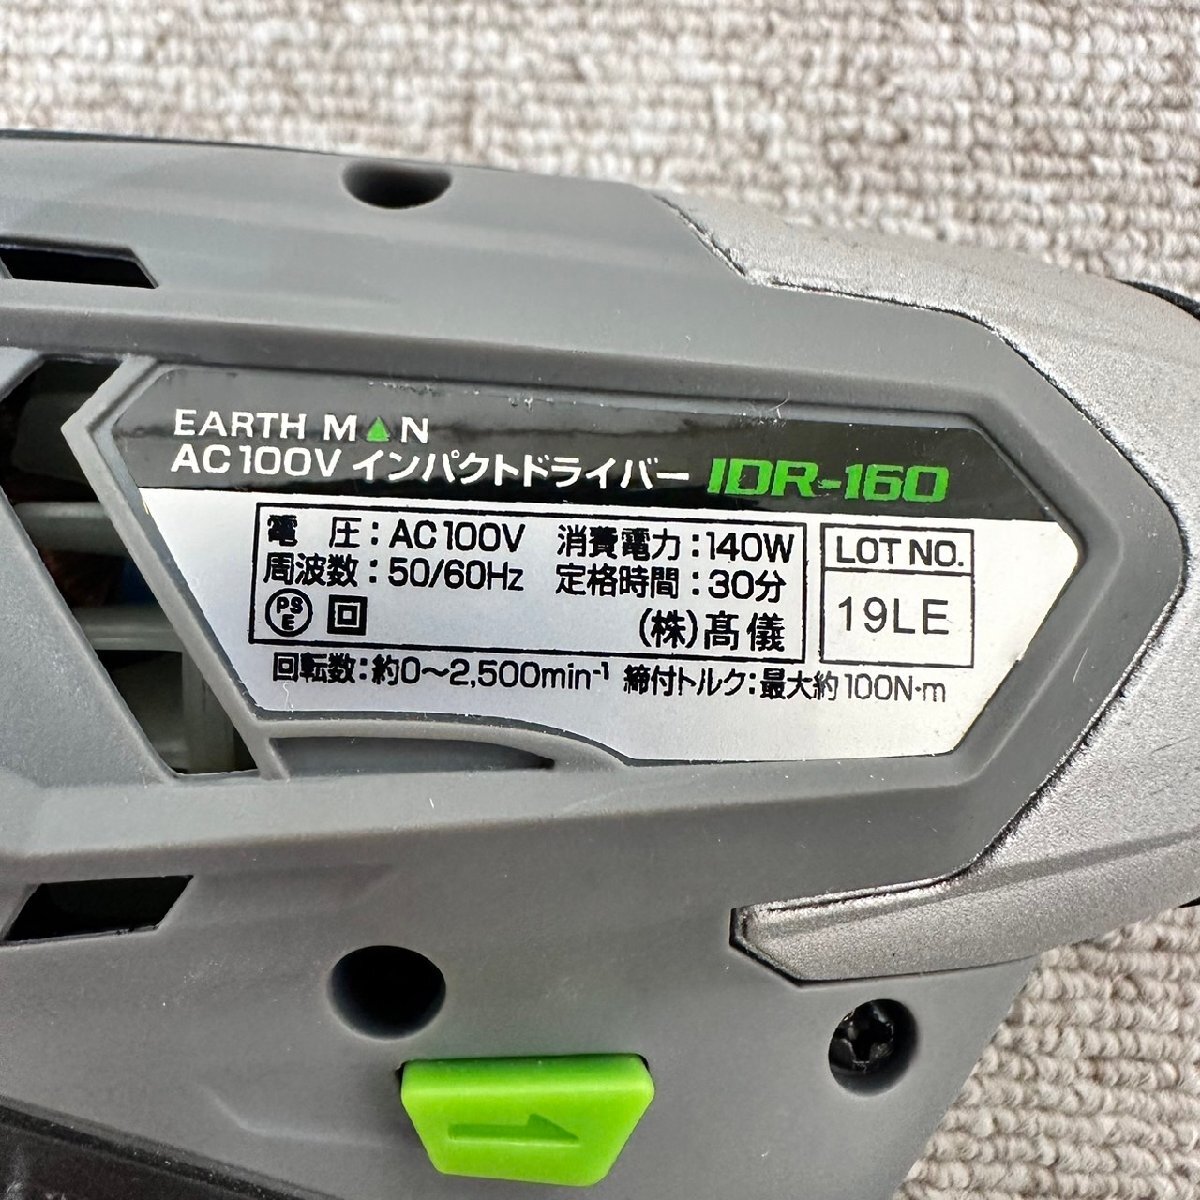 EARTH MAN
AC100V インパクトドライバー IDR-160
電　圧：AC100V　消費電力：140W
周波数：50/60Hz　定格時間：30分
PSE 回 (株)髙儀
LOT NO.
19LE
回転数：約0〜2,500min⁻¹ 締付トルク：最大約100N·m